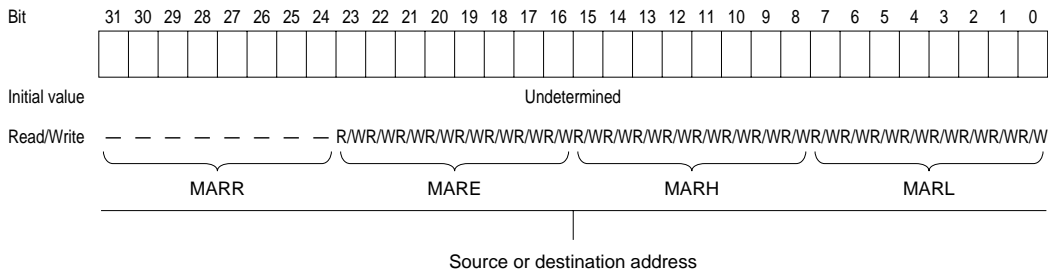 Bit 31 30 29 28 27 26 25 24 23 22 21 20 19 18 17 16 15 14 13 12 11 10 9 8 7 6 5 4 3 2 1 0
Initial value Undetermined
Read/Write — — — — — — — — R/WR/WR/WR/WR/WR/WR/WR/WR/WR/WR/WR/WR/WR/WR/WR/WR/WR/WR/WR/WR/WR/WR/WR/W
MARR MARE MARH MARL
Source or destination address